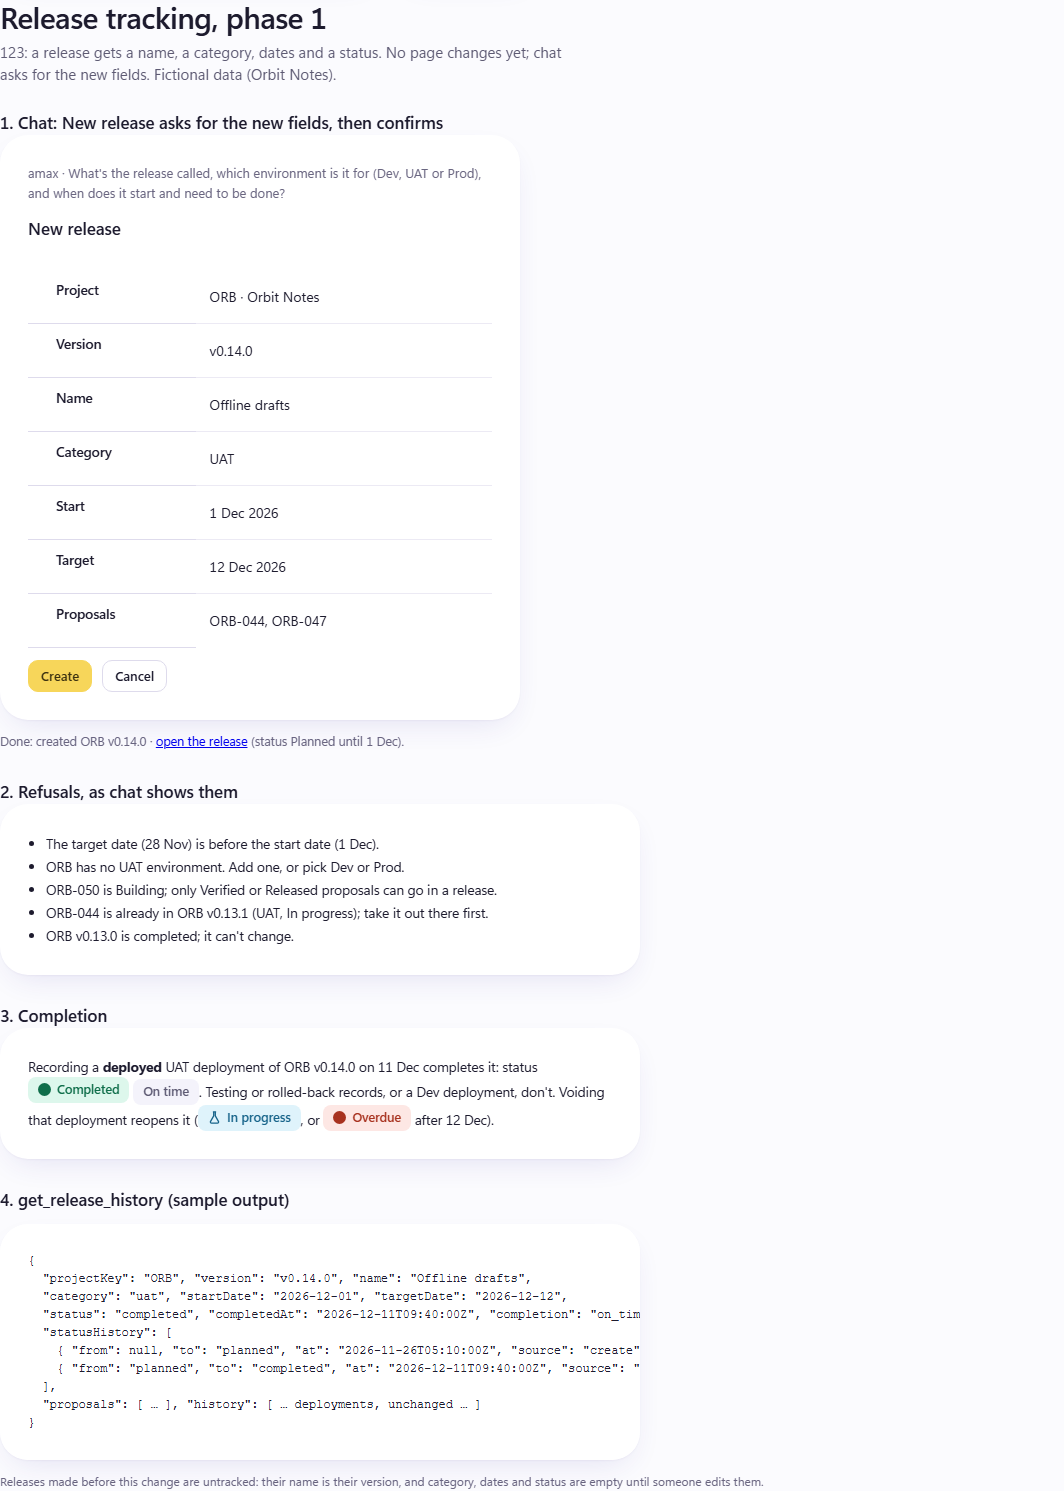 Release tracking, phase 1
123: a release gets a name, a category, dates and a status. No page changes yet; chat
asks for the new fields. Fictional data (Orbit Notes).
1. Chat: New release asks for the new fields, then confirms
amax · What's the release called, which environment is it for (Dev, UAT or Prod),
and when does it start and need to be done?
New release
Project
ORB · Orbit Notes
Version
v0.14.0
Name
Offline drafts
Category
UAT
Start
1 Dec 2026
Target
12 Dec 2026
Proposals
ORB-044, ORB-047
Create Cancel
Done: created ORB v0.14.0 · open the release (status Planned until 1 Dec).
2. Refusals, as chat shows them
• The target date (28 Nov) is before the start date (1 Dec).
• ORB has no UAT environment. Add one, or pick Dev or Prod.
• ORB-050 is Building; only Verified or Released proposals can go in a release.
• ORB-044 is already in ORB v0.13.1 (UAT, In progress); take it out there first.
• ORB v0.13.0 is completed; it can't change.
3. Completion
Recording a deployed UAT deployment of ORB v0.14.0 on 11 Dec completes it: status
Completed On time. Testing or rolled-back records, or a Dev deployment, don't. Voiding
that deployment reopens it (In progress, or Overdue after 12 Dec).
4. get_release_history (sample output)
{
"projectKey": "ORB", "version": "v0.14.0", "name": "Offline drafts",
"category": "uat", "startDate": "2026-12-01", "targetDate": "2026-12-12",
"status": "completed", "completedAt": "2026-12-11T09:40:00Z", "completion": "on_tim
"statusHistory": [
{ "from": null, "to": "planned", "at": "2026-11-26T05:10:00Z", "source": "create"
{ "from": "planned", "to": "completed", "at": "2026-12-11T09:40:00Z", "source": "
],
"proposals": [ … ], "history": [ … deployments, unchanged … ]
}
Releases made before this change are untracked: their name is their version, and category, dates and status are empty until someone edits them.